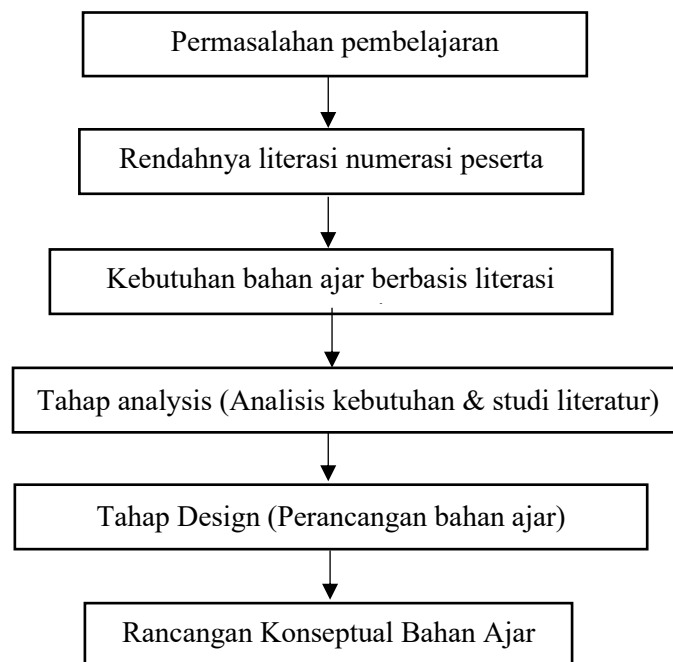 Permasalahan pembelajaran
Rendahnya literasi numerasi peserta
Kebutuhan bahan ajar berbasis literasi
Tahap analysis (Analisis kebutuhan & studi literatur)
Tahap Design (Perancangan bahan ajar)
Rancangan Konseptual Bahan Ajar